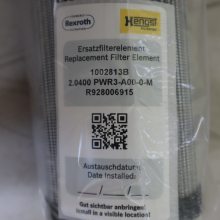 Rexroth
HENGST
Ersatzfilterelement
Replacement Filter Element
1002813B
2.0400 PWR3-A00-0-M
R928006915
Austauschdatum:
Date Installed:
/ /
Gut sichtbar anbringen!
Install in a visible location!